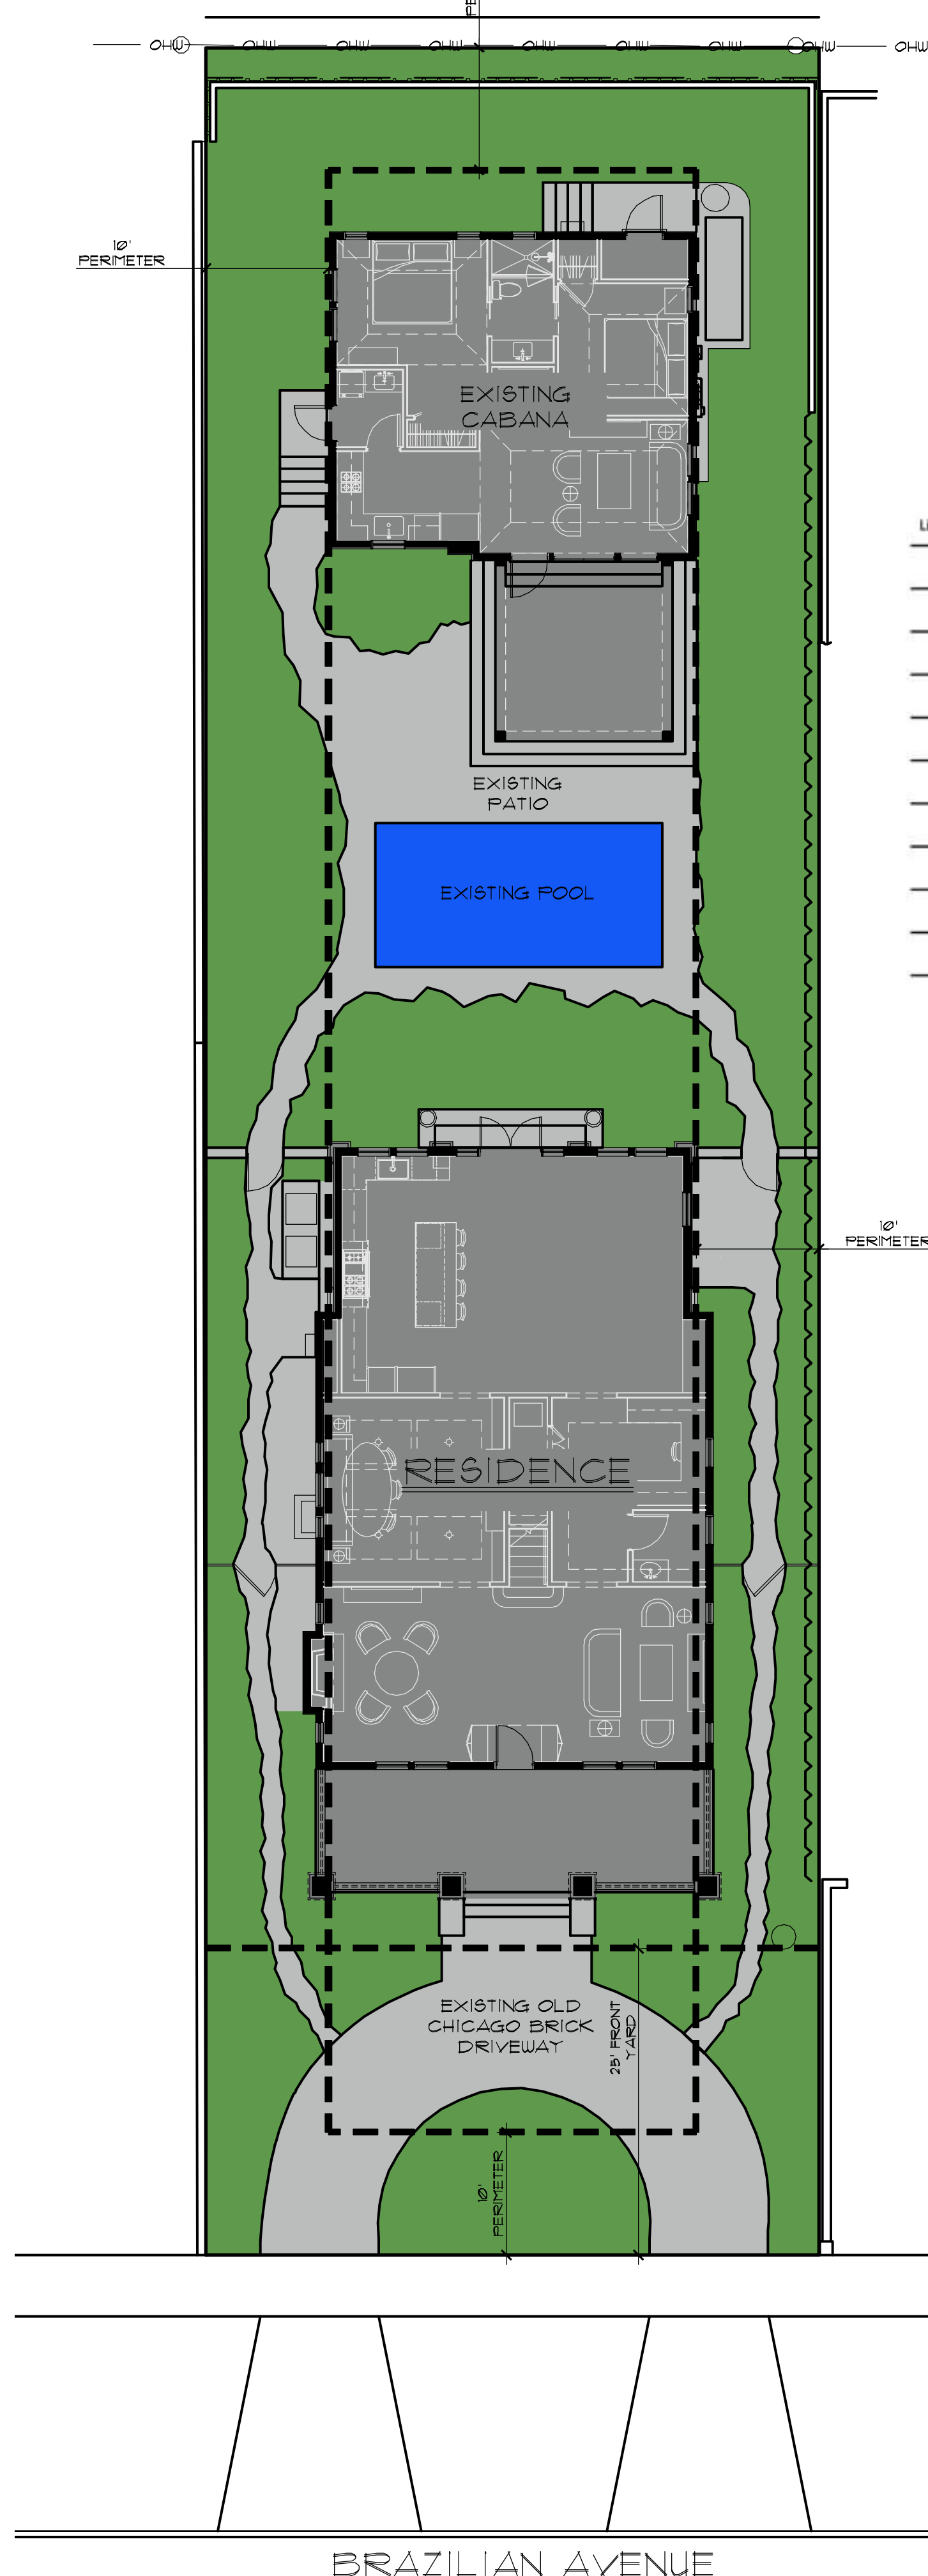 PE
OHW OHW OHW OHW OHW OHW OHW OHW OHW
10'
PERIMETER
EXISTING
CABANA
EXISTING
PATIO
EXISTING POOL
10'
PERIMETER
RESIDENCE
EXISTING OLD
CHICAGO BRICK
DRIVEWAY
25' FRONT
YARD
10'
PERIMETER
BRAZILIAN AVENUE